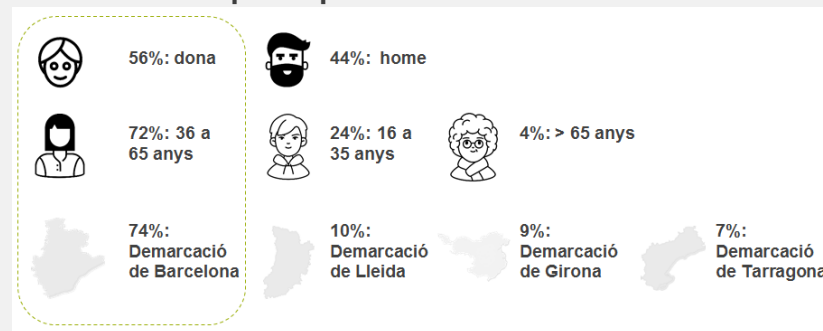 56%: dona
44%: home
72%: 36 a
65 anys
24%: 16 a
35 anys
4%: > 65 anys
74%:
Demarcació
de Barcelona
10%:
Demarcació
de Lleida
9%:
Demarcació
de Girona
7%:
Demarcació
de Tarragona